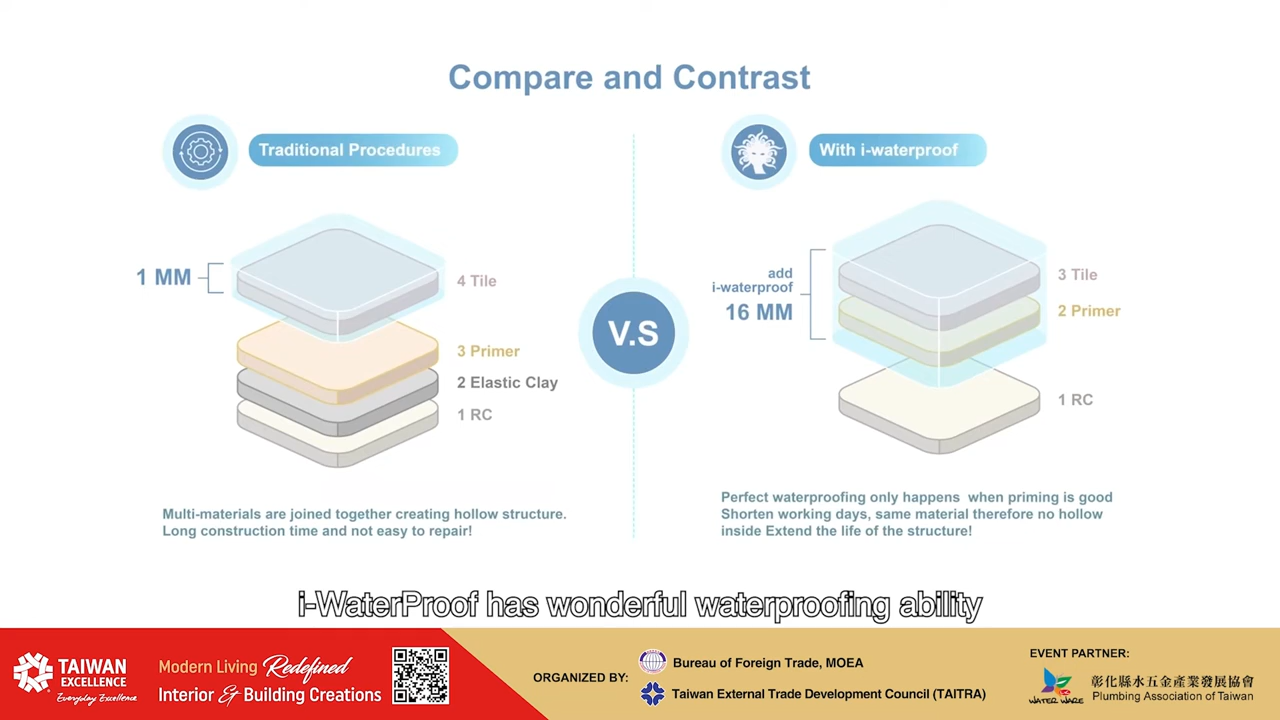 Compare and Contrast
Traditional Procedures
1 MM
4 Tile
3 Primer
2 Elastic Clay
1 RC
Multi-materials are joined together creating hollow structure.
Long construction time and not easy to repair!
V.S
With i-waterproof
add
i-waterproof
16 MM
3 Tile
2 Primer
1 RC
Perfect waterproofing only happens when priming is good
Shorten working days, same material therefore no hollow
inside Extend the life of the structure!
i-WaterProof has wonderful waterproofing ability
TAIWAN
EXCELLENCE
Everyday Excellence
Modern Living Redefined
Interior & Building Creations
ORGANIZED BY:
Bureau of Foreign Trade, MOEA
Taiwan External Trade Development Council (TAITRA)
EVENT PARTNER:
WATER WARE
彰化縣水五金產業發展協會
Plumbing Association of Taiwan